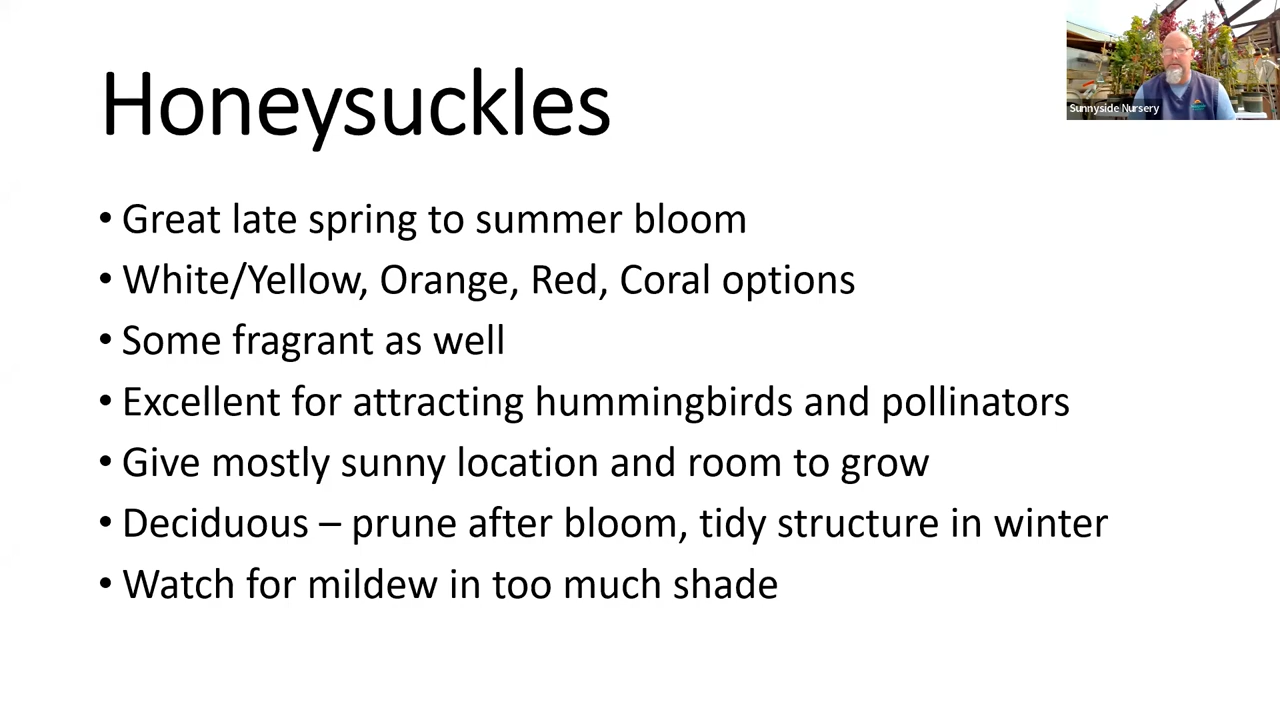 Honeysuckles
Sunnyside Nursery
• Great late spring to summer bloom
• White/Yellow, Orange, Red, Coral options
• Some fragrant as well
• Excellent for attracting hummingbirds and pollinators
• Give mostly sunny location and room to grow
• Deciduous – prune after bloom, tidy structure in winter
• Watch for mildew in too much shade